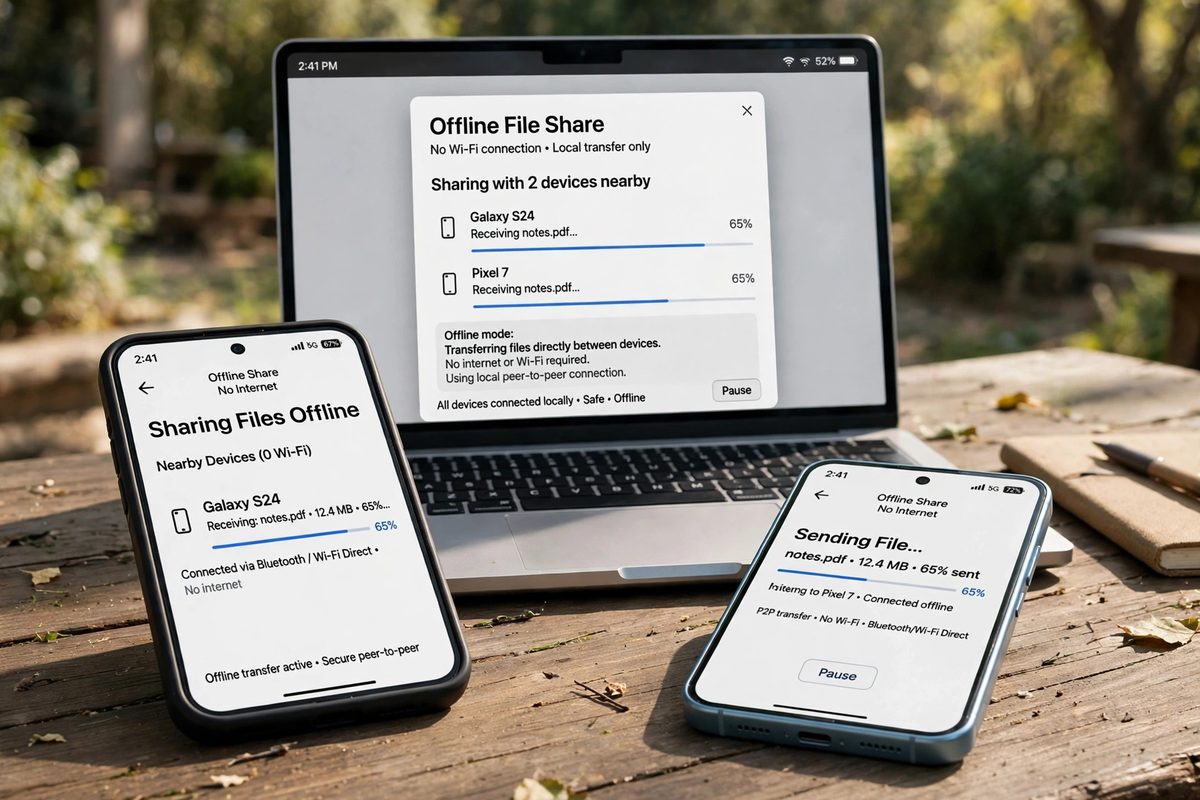 2:41 PM
52%
Offline File Share
No Wi-Fi connection • Local transfer only
Sharing with 2 devices nearby
Galaxy S24
Receiving notes.pdf...
65%
Pixel 7
Receiving notes.pdf...
65%
Offline mode:
Transferring files directly between devices.
No internet or Wi-Fi required.
Using local peer-to-peer connection.
Pause
All devices connected locally • Safe • Offline
2:41
5G 67%
Offline Share
No Internet
Sharing Files Offline
Nearby Devices (0 Wi-Fi)
Galaxy S24
Receiving: notes.pdf • 12.4 MB • 65%...
65%
Connected via Bluetooth / Wi-Fi Direct •
No internet
Offline transfer active • Secure peer-to-peer
2:41
5G 72%
Offline Share
No Internet
Sending File...
notes.pdf • 12.4 MB • 65% sent
65%
to Pixel 7 • Connected offline
P2P transfer • No Wi-Fi • Bluetooth/Wi-Fi Direct
Pause